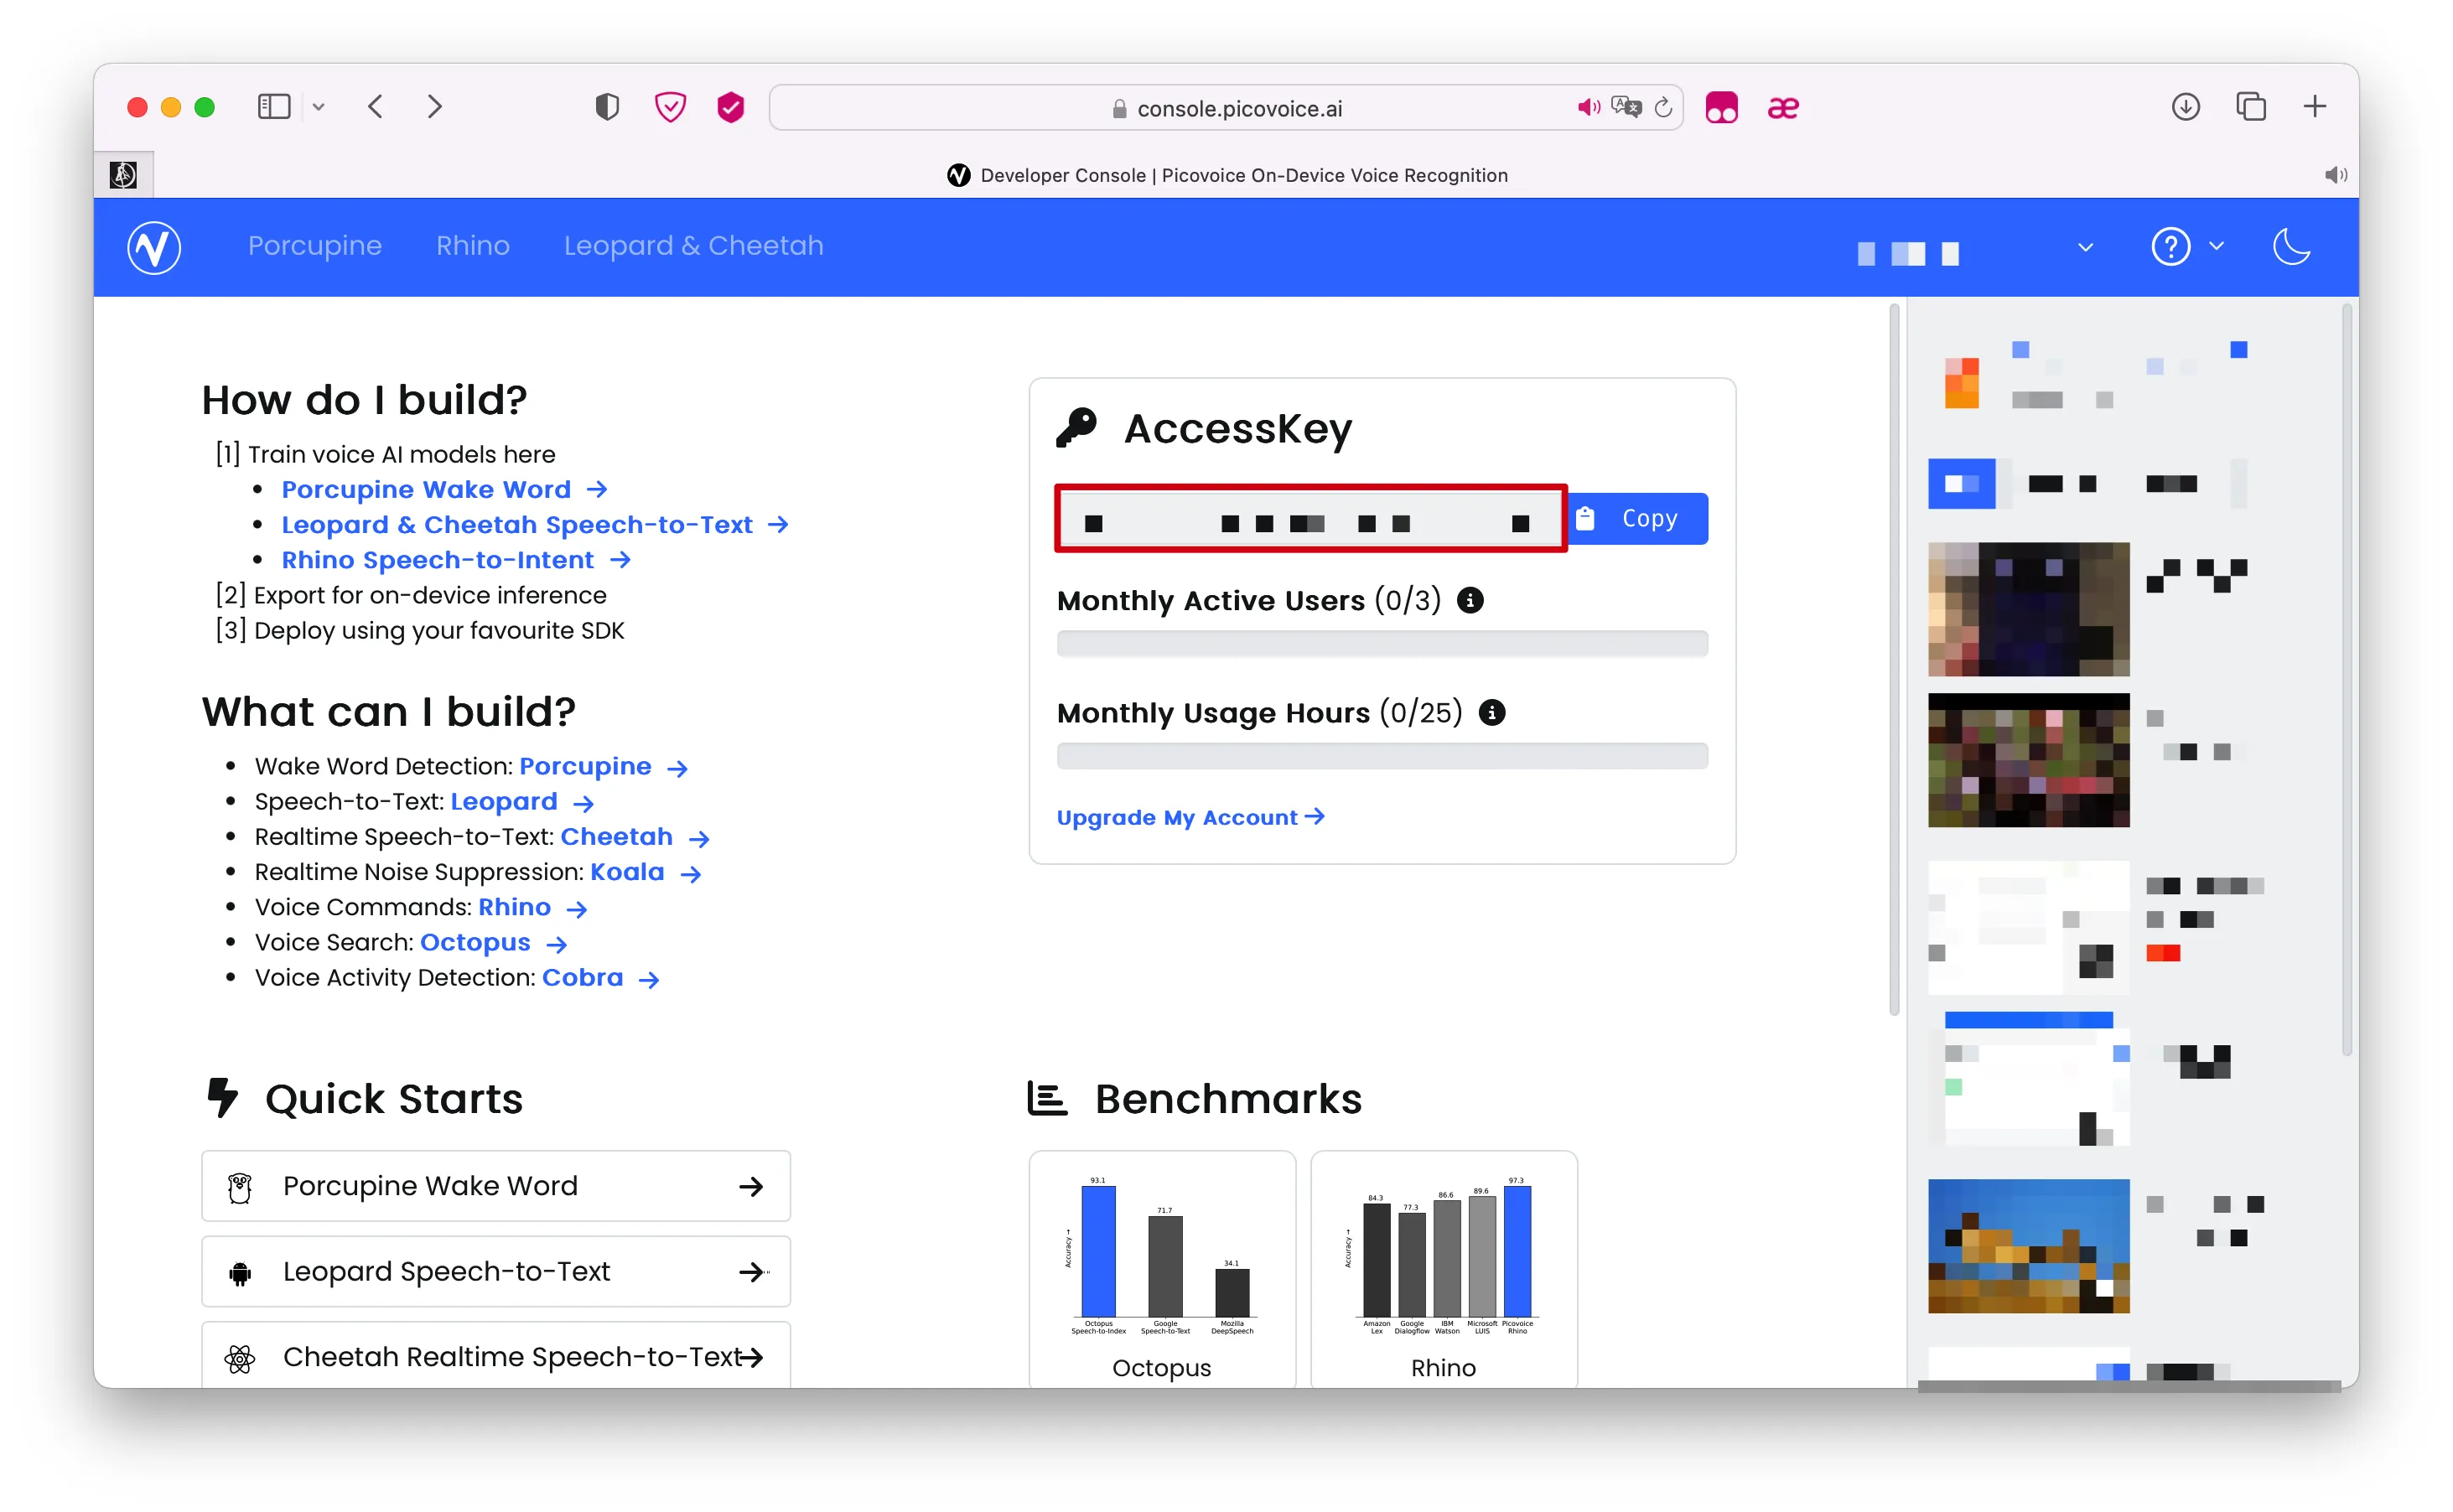 console.picovoice.ai
Developer Console | Picovoice On-Device Voice Recognition
Porcupine
Rhino
Leopard & Cheetah
How do I build?
[1] Train voice AI models here
Porcupine Wake Word →
Leopard & Cheetah Speech-to-Text →
Rhino Speech-to-Intent →
[2] Export for on-device inference
[3] Deploy using your favourite SDK
What can I build?
Wake Word Detection: Porcupine →
Speech-to-Text: Leopard →
Realtime Speech-to-Text: Cheetah →
Realtime Noise Suppression: Koala →
Voice Commands: Rhino →
Voice Search: Octopus →
Voice Activity Detection: Cobra →
AccessKey
Copy
Monthly Active Users (0/3)
Monthly Usage Hours (0/25)
Upgrade My Account →
Quick Starts
Porcupine Wake Word →
Leopard Speech-to-Text →
Cheetah Realtime Speech-to-Text →
Benchmarks
Accuracy →
93.1
71.7
34.1
Octopus Speech-to-Index
Google Speech-to-Text
Mozilla DeepSpeech
Octopus
Accuracy →
84.3
77.3
86.6
89.6
97.3
Amazon Lex
Google Dialogflow
IBM Watson
Microsoft LUIS
Picovoice Rhino
Rhino